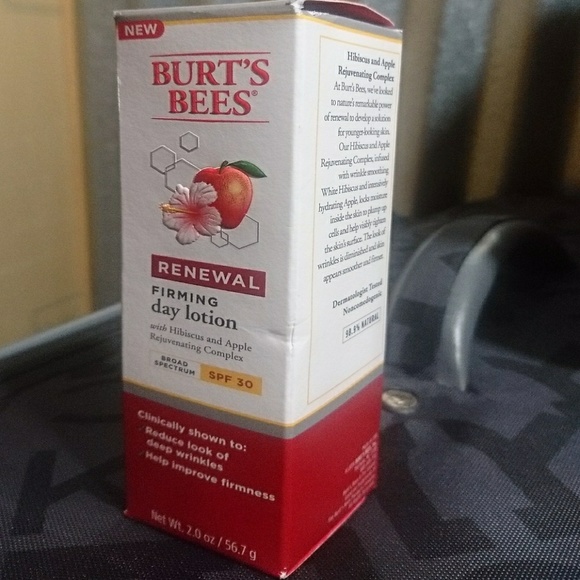 NEW
BURT'S
BEES®
RENEWAL
FIRMING
day lotion
with Hibiscus and Apple
Rejuvenating Complex
BROAD
SPECTRUM
SPF 30
Clinically shown to:
Reduce look of
deep wrinkles
Help improve firmness
Net Wt. 2.0 oz / 56.7 g
Hibiscus and Apple
Rejuvenating Complex
At Burt's Bees, we've looked
to nature's remarkable power
of renewal to develop a solution
for younger-looking skin.
Our Hibiscus and Apple
Rejuvenating Complex, infused
with wrinkle smoothing
White Hibiscus and intensively
hydrating Apple, locks moisture
inside the skin to plump up
cells and help visibly tighten
the skin's surface. The look of
wrinkles is diminished and skin
appears smoother and firmer.
Dermatologist Tested
Noncomedogenic
98.9% NATURAL